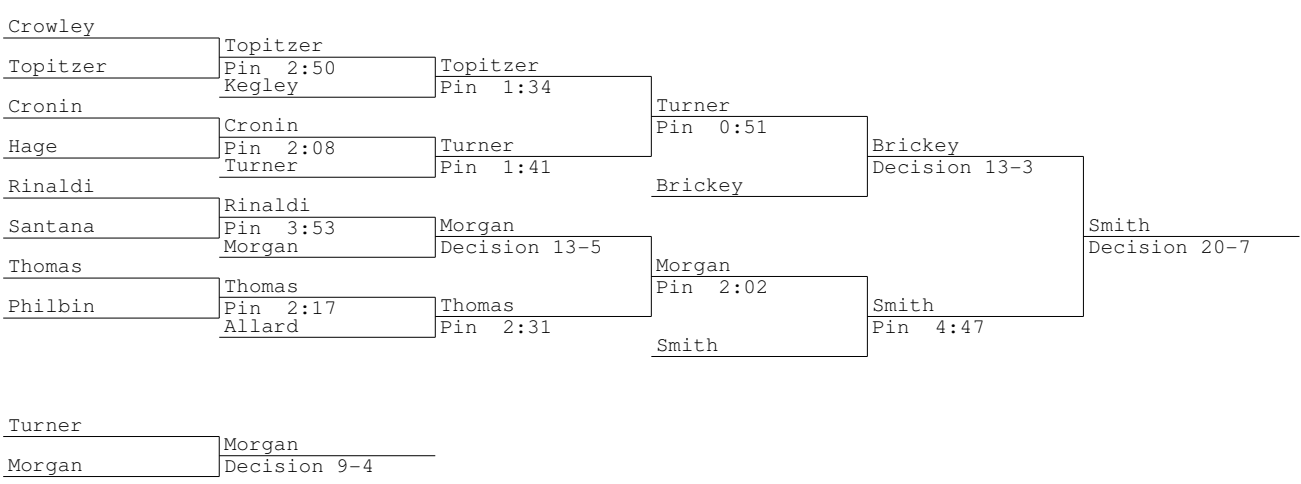 Crowley
Topitzer
Topitzer
Pin 2:50
Topitzer
Kegley
Pin 1:34
Cronin
Turner
Cronin
Pin 0:51
Hage
Pin 2:08
Turner
Brickey
Turner
Pin 1:41
Decision 13-3
Rinaldi
Brickey
Rinaldi
Santana
Pin 3:53
Morgan
Smith
Morgan
Decision 13-5
Decision 20-7
Thomas
Morgan
Thomas
Pin 2:02
Philbin
Pin 2:17
Thomas
Smith
Allard
Pin 2:31
Pin 4:47
Smith
Turner
Morgan
Morgan
Decision 9-4